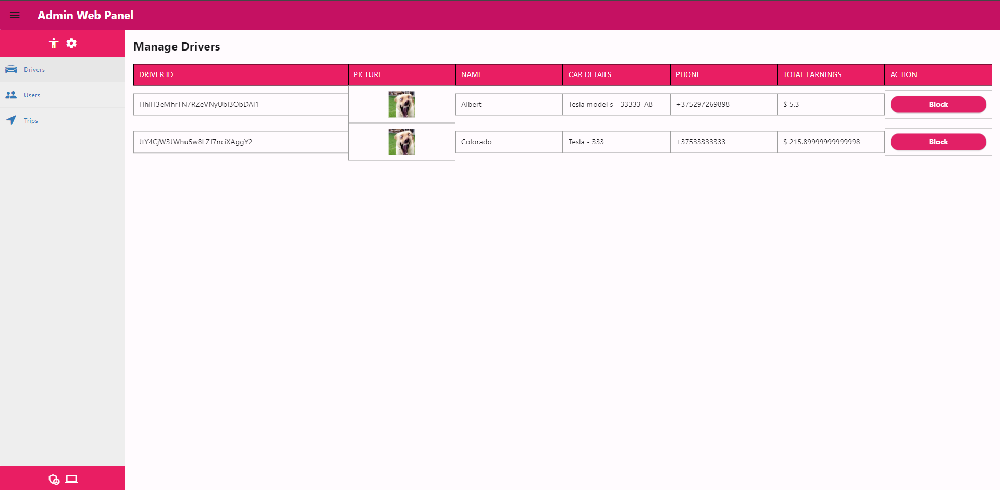 Admin Web Panel
Manage Drivers
DRIVER ID PICTURE NAME CAR DETAILS PHONE TOTAL EARNINGS ACTION
Drivers
Users
Trips
HhIH3eMhrTN7RZeVNyUbI3ObDAI1 Albert Tesla model s - 33333-AB +375297269898 $ 5.3 Block
JtY4CjW3JWhu5w8LZf7nciXAggY2 Colorado Tesla - 333 +37533333333 $ 215.89999999999998 Block